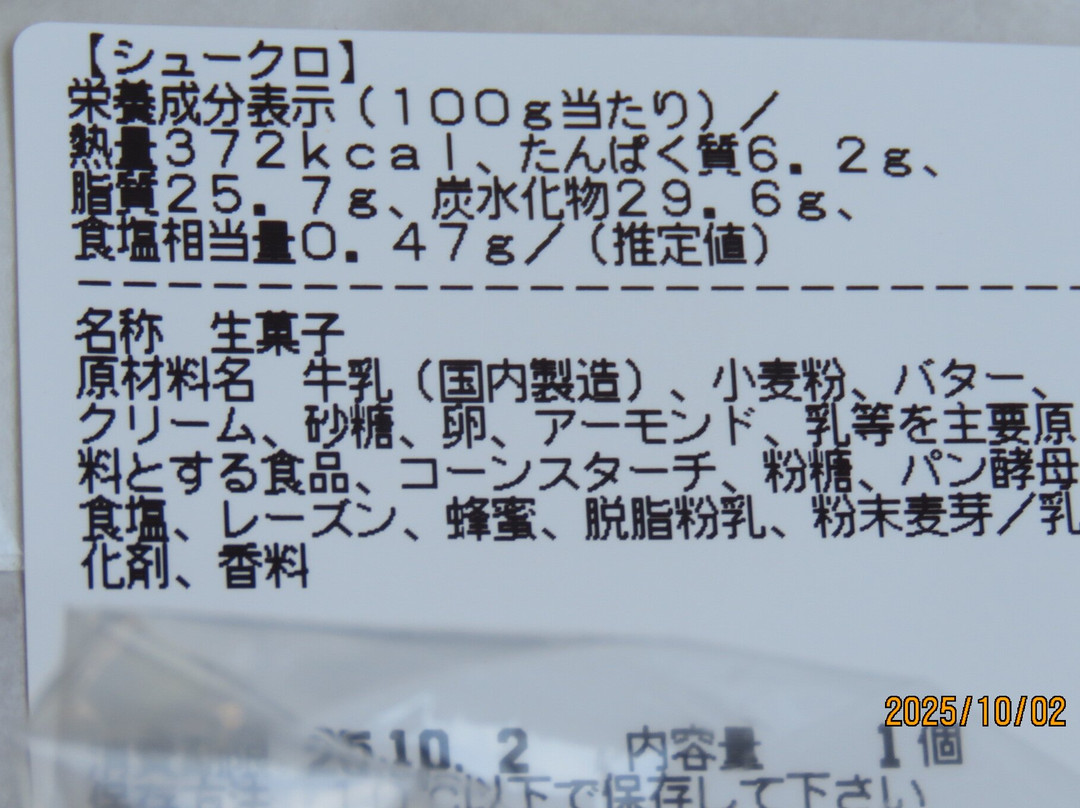 【シュークロ】
栄養成分表示(100g当たり)/
熱量372kcal、たんぱく質6.2g、
脂質25.7g、炭水化物29.6g、
食塩相当量0.47g/(推定値)
名称 生菓子
原材料名 牛乳(国内製造)、小麦粉、バター、
クリーム、砂糖、卵、アーモンド、乳等を主要原
料とする食品、コーンスターチ、粉糖、パン酵母
食塩、レーズン、蜂蜜、脱脂粉乳、粉末麦芽/乳
化剤、香料
2025/10/02
25.10.2 内容量 1個
以下で保存して下さい